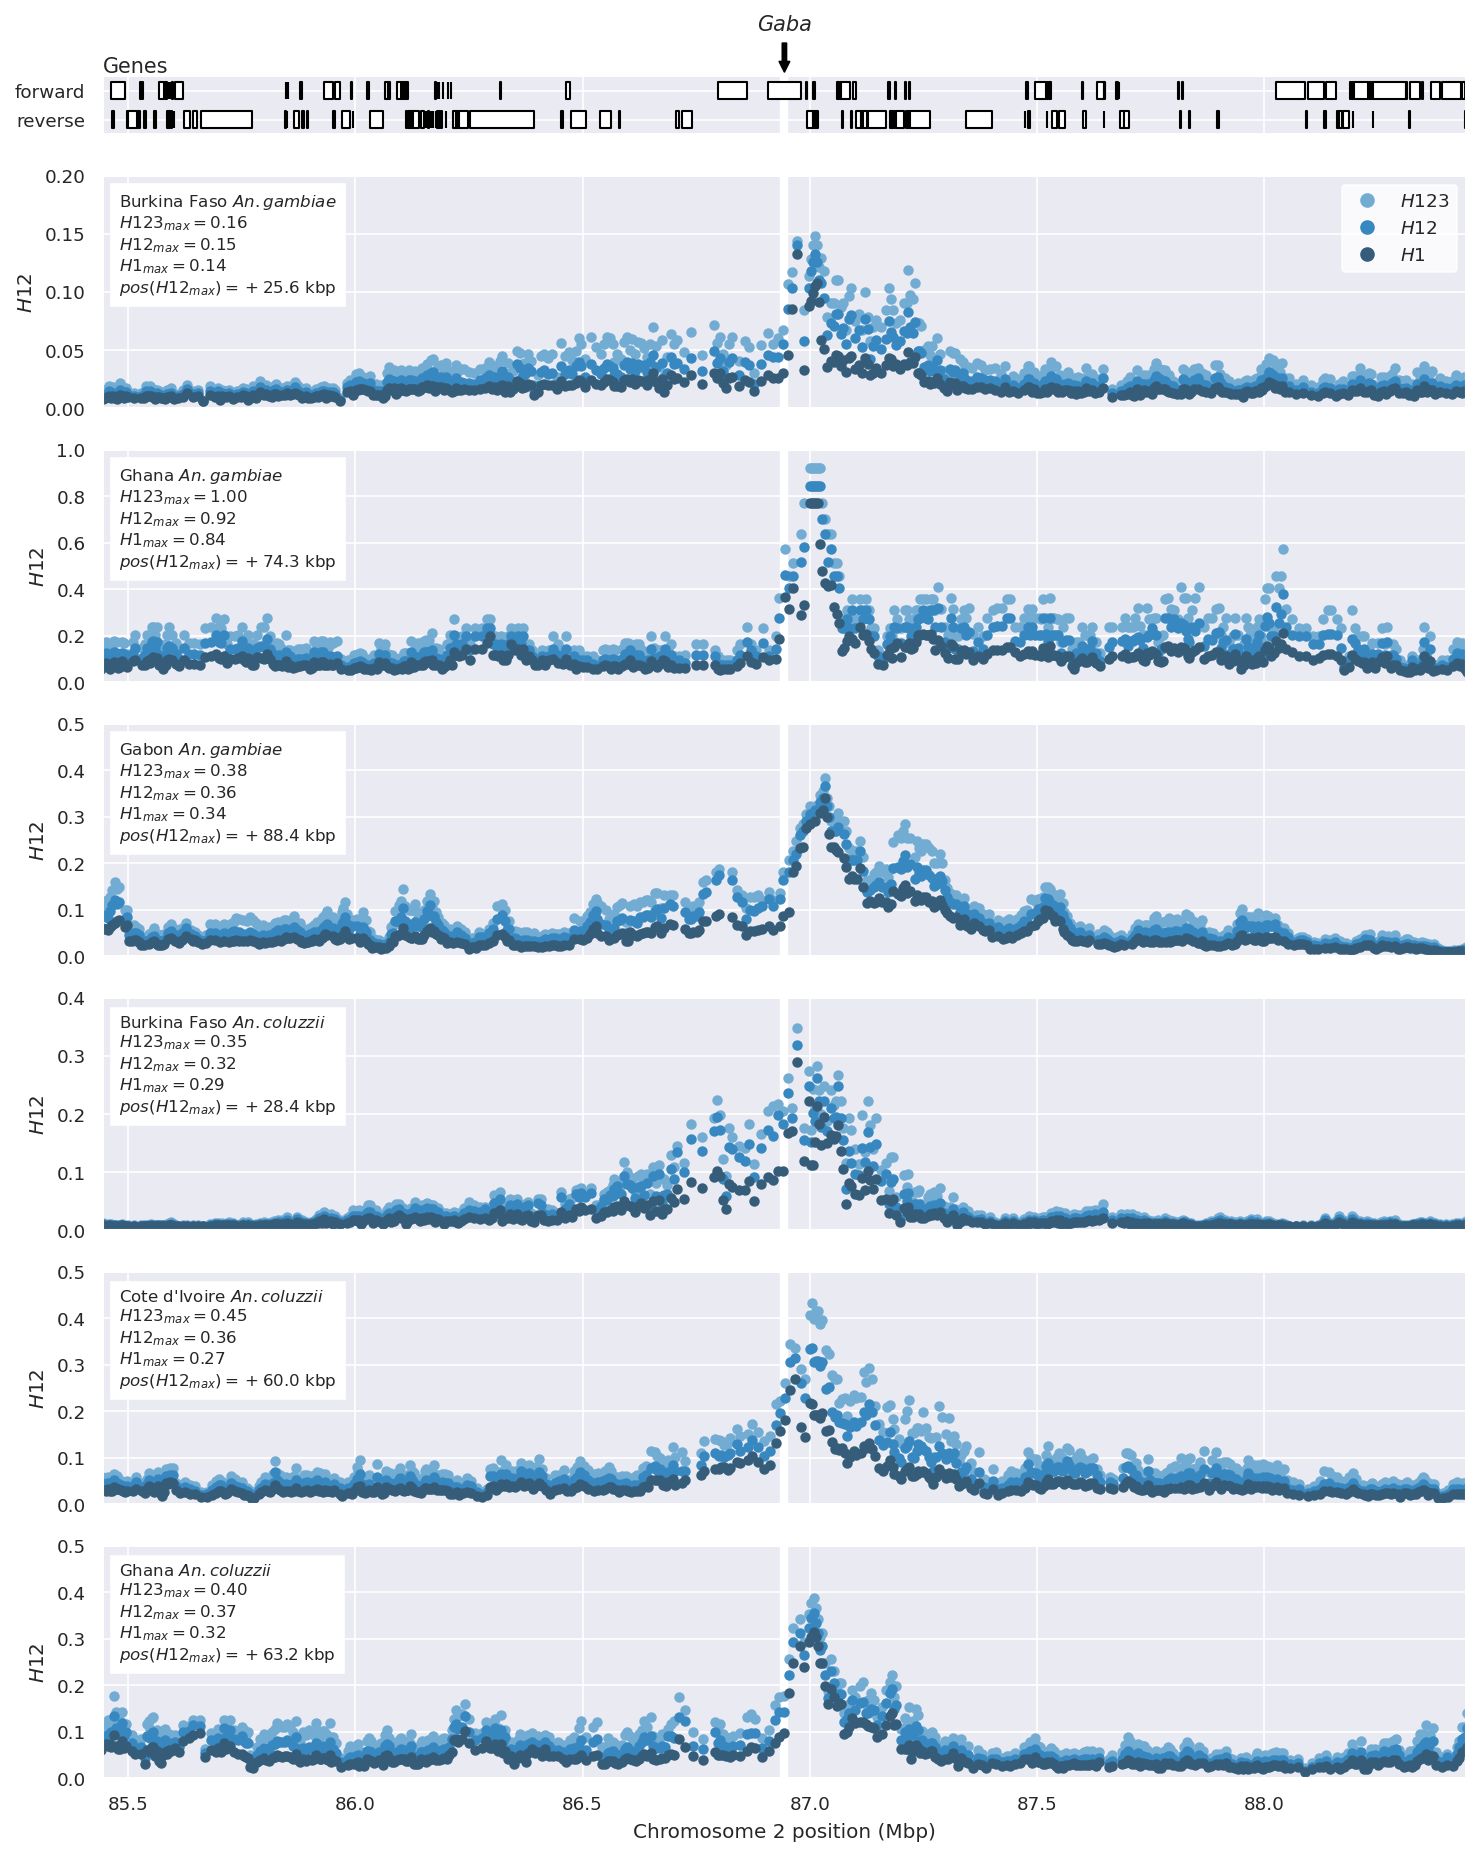 Gaba
Genes
forward
reverse
0.20
0.15
0.10
0.05
0.00
H12
Burkina Faso An. gambiae
H123max = 0.16
H12max = 0.15
H1max = 0.14
pos(H12max) = + 25.6 kbp
H123
H12
H1
1.0
0.8
0.6
0.4
0.2
0.0
H12
Ghana An. gambiae
H123max = 1.00
H12max = 0.92
H1max = 0.84
pos(H12max) = + 74.3 kbp
0.5
0.4
0.3
0.2
0.1
0.0
H12
Gabon An. gambiae
H123max = 0.38
H12max = 0.36
H1max = 0.34
pos(H12max) = + 88.4 kbp
0.4
0.3
0.2
0.1
0.0
H12
Burkina Faso An. coluzzii
H123max = 0.35
H12max = 0.32
H1max = 0.29
pos(H12max) = + 28.4 kbp
0.5
0.4
0.3
0.2
0.1
0.0
H12
Cote d'Ivoire An. coluzzii
H123max = 0.45
H12max = 0.36
H1max = 0.27
pos(H12max) = + 60.0 kbp
0.5
0.4
0.3
0.2
0.1
0.0
H12
Ghana An. coluzzii
H123max = 0.40
H12max = 0.37
H1max = 0.32
pos(H12max) = + 63.2 kbp
85.5 86.0 86.5 87.0 87.5 88.0
Chromosome 2 position (Mbp)